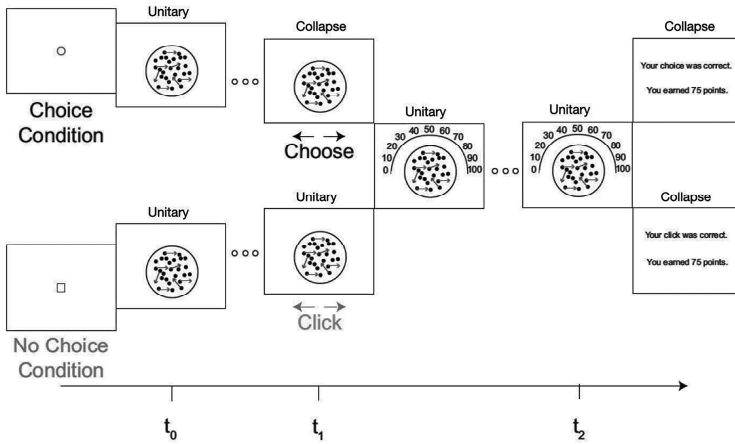 Unitary
Collapse
Choice
Condition
Choose
Unitary
0
10
20
30
40
50
60
70
80
90
100
Unitary
0
10
20
30
40
50
60
70
80
90
100
Collapse
Your choice was correct.
You earned 75 points.
Unitary
Unitary
Click
No Choice
Condition
Collapse
Your click was correct.
You earned 75 points.
t0
t1
t2